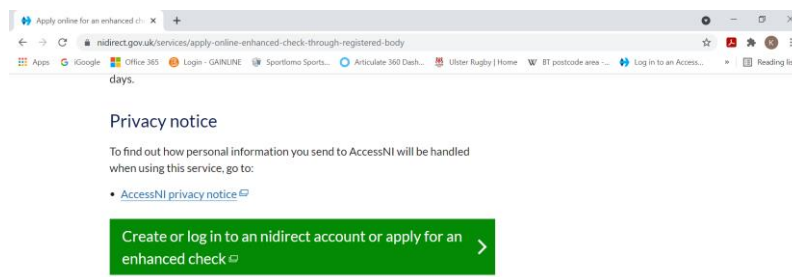 Apply online for an enhanced ch
nidirect.gov.uk/services/apply-online-enhanced-check-through-registered-body
Apps iGoogle Office 365 Login - GAINLINE Sportlomo Sports... Articulate 360 Dash... Ulster Rugby | Home BT postcode area -... Log in to an Access... » Reading lis
days.
Privacy notice
To find out how personal information you send to AccessNI will be handled
when using this service, go to:
• AccessNI privacy notice
Create or log in to an nidirect account or apply for an
enhanced check